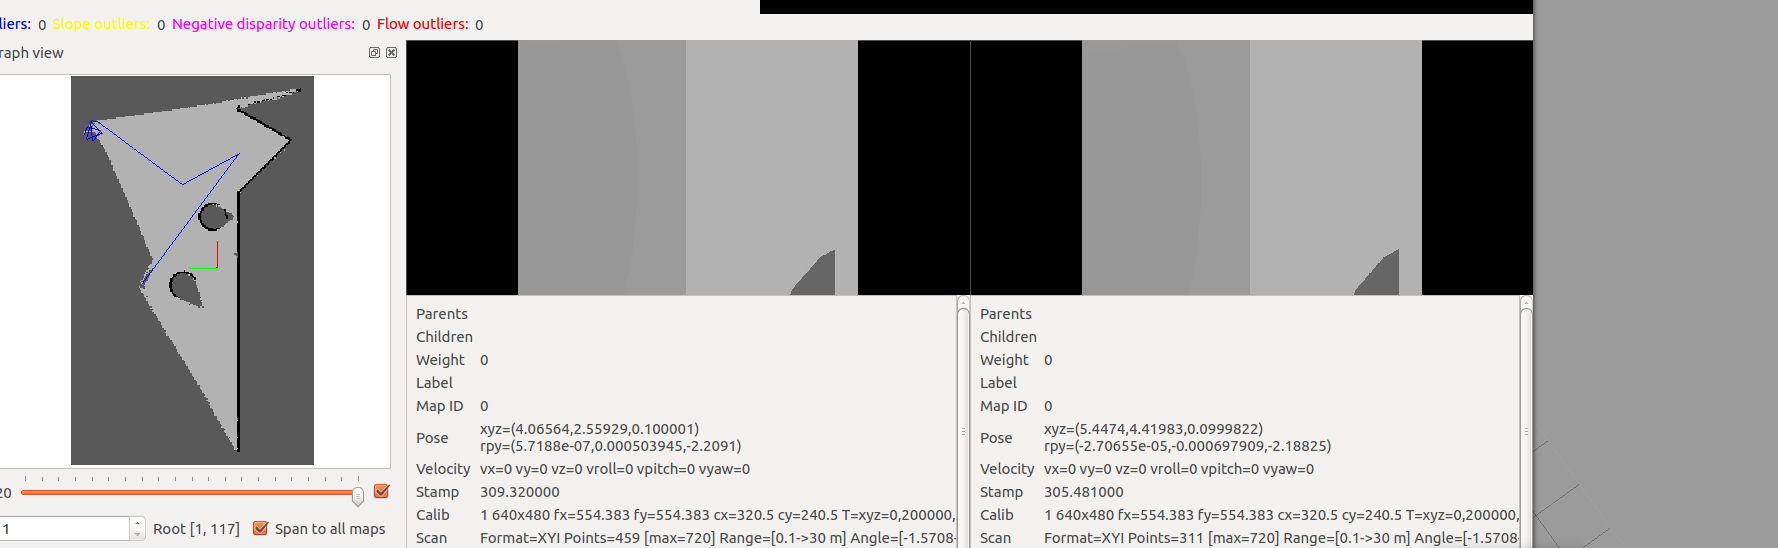 liers: 0 Slope outliers: 0 Negative disparity outliers: 0 Flow outliers: 0
raph view
Parents
Children
Weight 0
Label
Map ID 0
Pose xyz=(4.06564,2.55929,0.100001)
rpy=(5.7188e-07,0.000503945,-2.2091)
Velocity vx=0 vy=0 vz=0 vroll=0 vpitch=0 vyaw=0
Stamp 309.320000
Calib 1 640x480 fx=554.383 fy=554.383 cx=320.5 cy=240.5 T=xyz=0,200000,
Scan Format=XYI Points=459 [max=720] Range=[0.1->30 m] Angle=[-1.5708-
Parents
Children
Weight 0
Label
Map ID 0
Pose xyz=(5.4474,4.41983,0.0999822)
rpy=(-2.70655e-05,-0.000697909,-2.18825)
Velocity vx=0 vy=0 vz=0 vroll=0 vpitch=0 vyaw=0
Stamp 305.481000
Calib 1 640x480 fx=554.383 fy=554.383 cx=320.5 cy=240.5 T=xyz=0,200000,
Scan Format=XYI Points=311 [max=720] Range=[0.1->30 m] Angle=[-1.5708-
20
1 Root [1, 117] Span to all maps